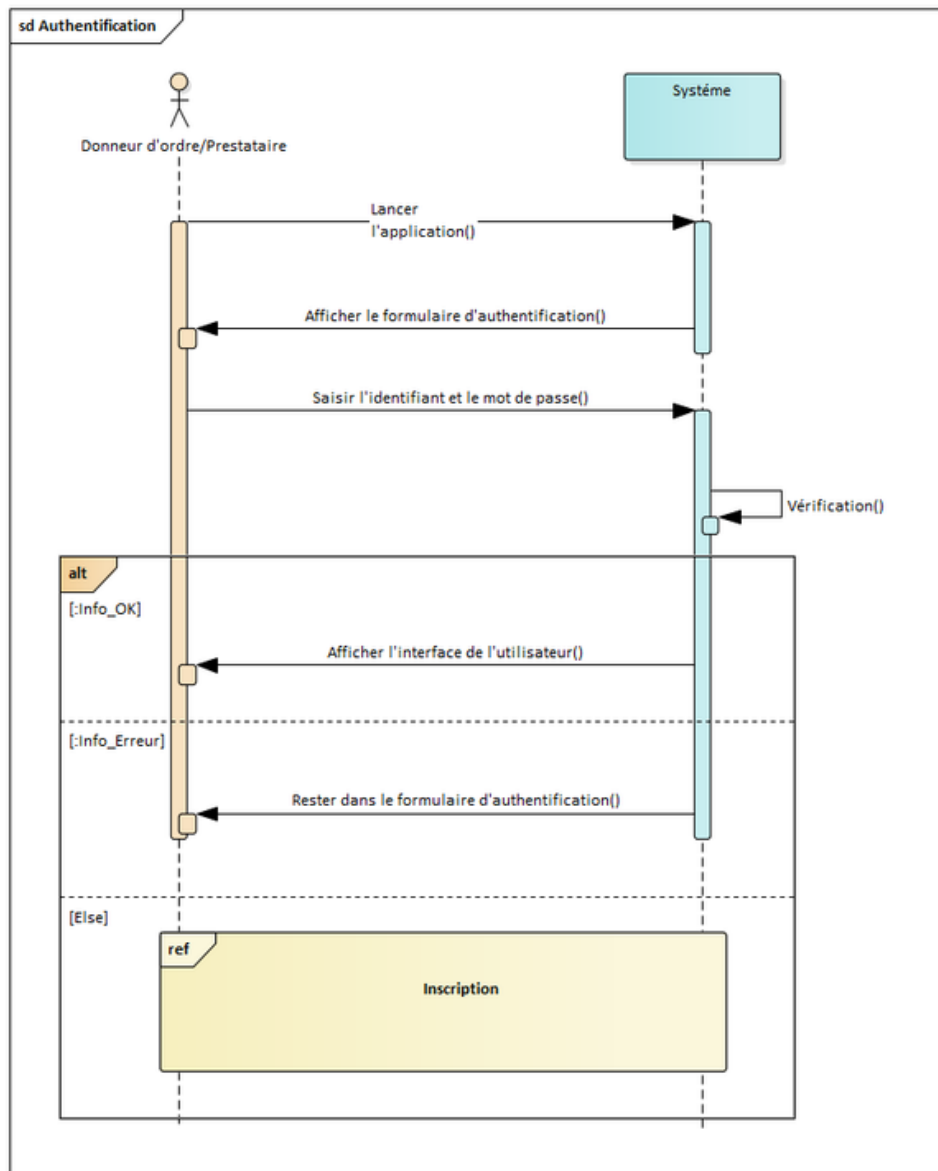 sd Authentification
Systéme
Donneur d'ordre/Prestataire
Lancer
l'application()
Afficher le formulaire d'authentification()
Saisir l'identifiant et le mot de passe()
Vérification()
alt
[:Info_OK]
Afficher l'interface de l'utilisateur()
[:Info_Erreur]
Rester dans le formulaire d'authentification()
[Else]
ref
Inscription